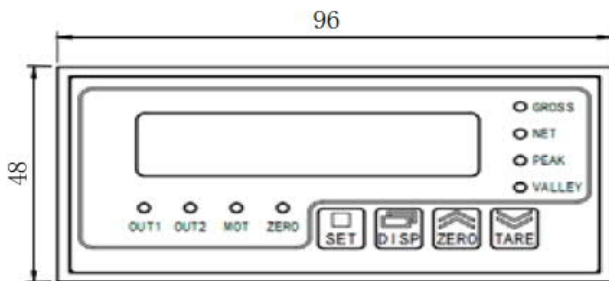 96
48
GROSS
NET
PEAK
VALLEY
OUT1 OUT2 MOT ZERO
SET DISP ZERO TARE